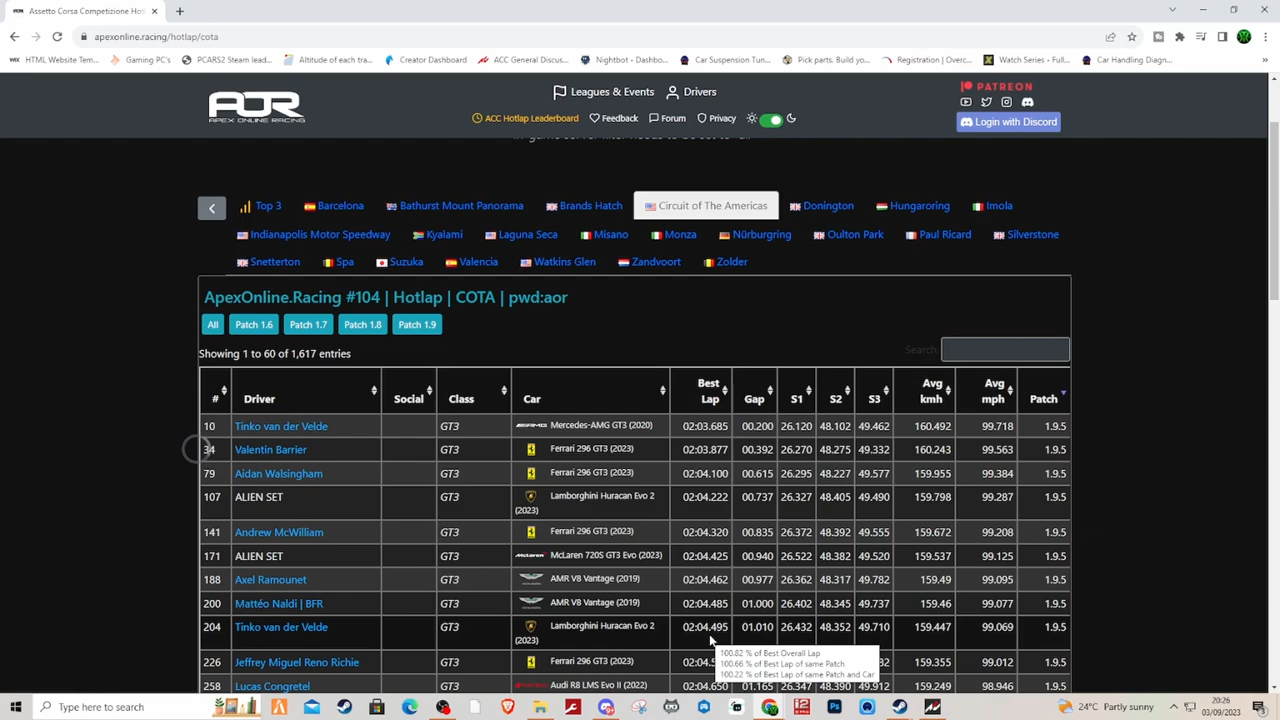 Assetto Corsa Competizione Hot
apexonline.racing/hotlap/cota
HTML Website Tem... Gaming PC's PCARS2 Steam lead... Altitude of each tra... Creator Dashboard ACC General Discus... Nightbot - Dashbo... Car Suspension Tun... Pick parts. Build yo... Registration | Overc... Watch Series - Full... Car Handling Diagn...
AOR
APEX ONLINE RACING
Leagues & Events Drivers
ACC Hotlap Leaderboard Feedback Forum Privacy
PATREON
Login with Discord
Top 3 Barcelona Bathurst Mount Panorama Brands Hatch Circuit of The Americas Donington Hungaroring Imola
Indianapolis Motor Speedway Kyalami Laguna Seca Misano Monza Nürburgring Oulton Park Paul Ricard Silverstone
Snetterton Spa Suzuka Valencia Watkins Glen Zandvoort Zolder
ApexOnline.Racing #104 | Hotlap | COTA | pwd:aor
All Patch 1.6 Patch 1.7 Patch 1.8 Patch 1.9
Showing 1 to 60 of 1,617 entries Search:
# Driver Social Class Car Best Lap Gap S1 S2 S3 Avg kmh Avg mph Patch
10 Tinko van der Velde GT3 AMG Mercedes-AMG GT3 (2020) 02:03.685 00.200 26.120 48.102 49.462 160.492 99.718 1.9.5
34 Valentin Barrier GT3 Ferrari 296 GT3 (2023) 02:03.877 00.392 26.270 48.275 49.332 160.243 99.563 1.9.5
79 Aidan Walsingham GT3 Ferrari 296 GT3 (2023) 02:04.100 00.615 26.295 48.227 49.577 159.955 99.384 1.9.5
107 ALIEN SET GT3 Lamborghini Huracan Evo 2 (2023) 02:04.222 00.737 26.327 48.405 49.490 159.798 99.287 1.9.5
141 Andrew McWilliam GT3 Ferrari 296 GT3 (2023) 02:04.320 00.835 26.372 48.392 49.555 159.672 99.208 1.9.5
171 ALIEN SET GT3 McLaren 720S GT3 Evo (2023) 02:04.425 00.940 26.522 48.382 49.520 159.537 99.125 1.9.5
188 Axel Ramounet GT3 AMR V8 Vantage (2019) 02:04.462 00.977 26.362 48.317 49.782 159.49 99.095 1.9.5
200 Mattéo Naldi | BFR GT3 AMR V8 Vantage (2019) 02:04.485 01.000 26.402 48.345 49.737 159.46 99.077 1.9.5
204 Tinko van der Velde GT3 Lamborghini Huracan Evo 2 (2023) 02:04.495 01.010 26.432 48.352 49.710 159.447 99.069 1.9.5
100.82 % of Best Overall Lap
100.66 % of Best Lap of same Patch
100.22 % of Best Lap of same Patch and Car
226 Jeffrey Miguel Reno Richie GT3 Ferrari 296 GT3 (2023) 159.355 99.012 1.9.5
258 Lucas Congretel GT3 Audi R8 LMS Evo II (2022) 02:04.650 01.165 26.347 49.912 159.249 98.946 1.9.5
Type here to search
24°C Partly sunny 20:26
03/09/2023